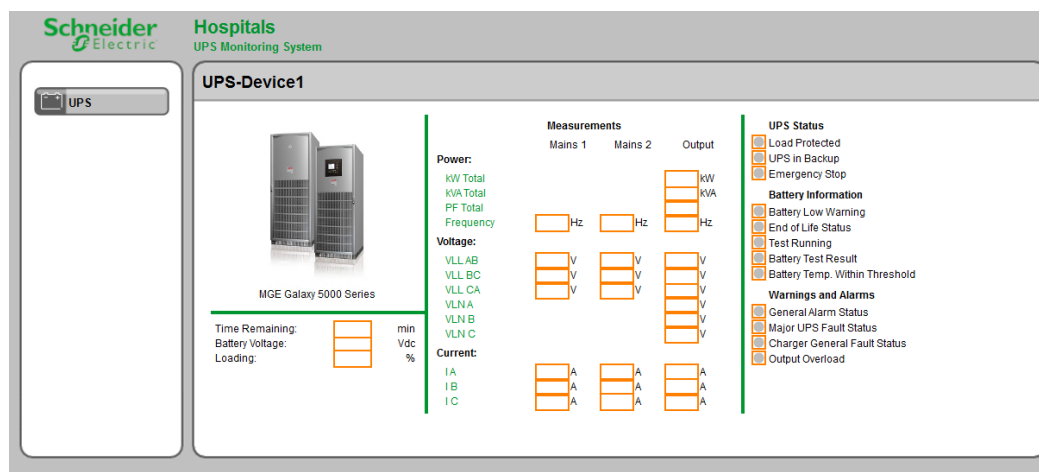 Schneider Electric
Hospitals
UPS Monitoring System
UPS
UPS-Device1
MGE Galaxy 5000 Series
Time Remaining: min
Battery Voltage: Vdc
Loading: %
Measurements
Mains 1 Mains 2 Output
Power:
kW Total kW
kVA Total kVA
PF Total
Frequency Hz Hz Hz
Voltage:
VLL AB V V V
VLL BC V V V
VLL CA V V V
VLN A V
VLN B V
VLN C V
Current:
I A A A A
I B A A A
I C A A A
UPS Status
Load Protected
UPS in Backup
Emergency Stop
Battery Information
Battery Low Warning
End of Life Status
Test Running
Battery Test Result
Battery Temp. Within Threshold
Warnings and Alarms
General Alarm Status
Major UPS Fault Status
Charger General Fault Status
Output Overload